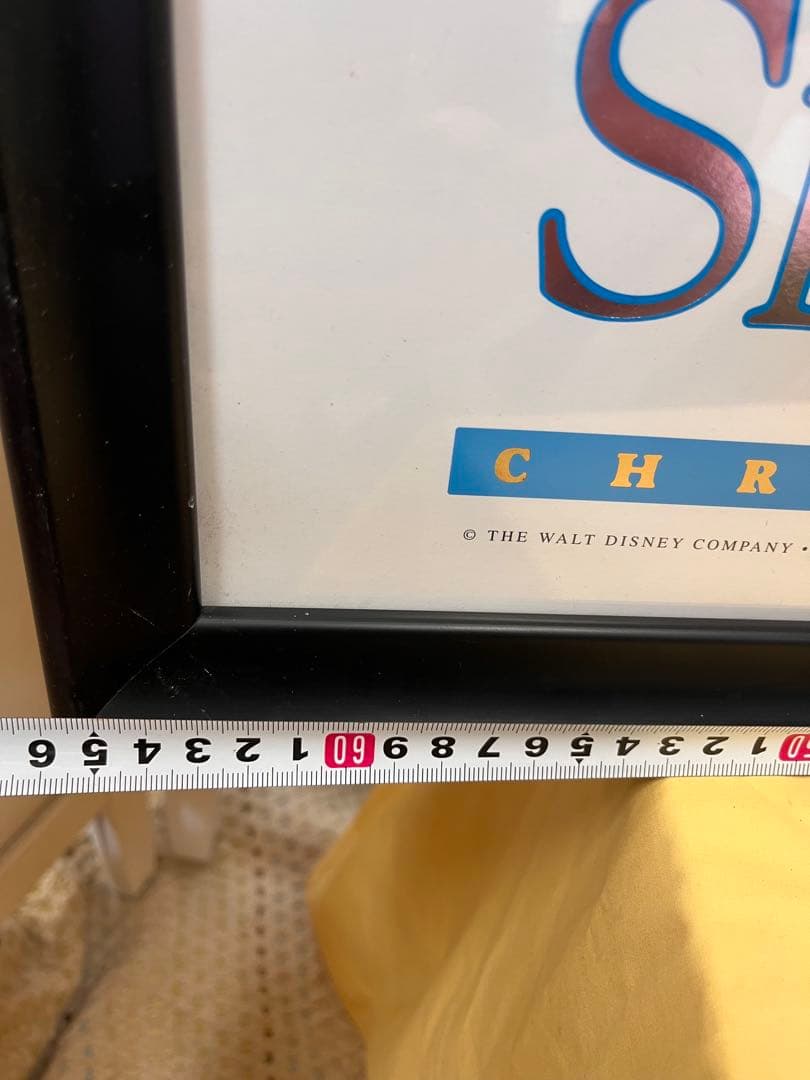 S
C H R
© THE WALT DISNEY COMPANY •
6 5 4 3 2 1 60 9 8 7 6 5 4 3 2 1